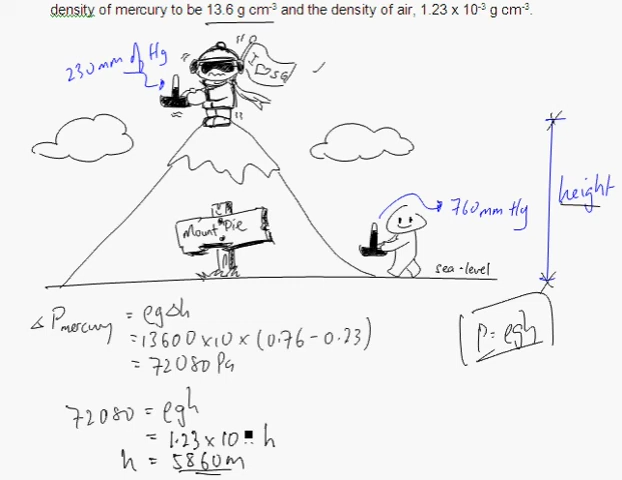 density of mercury to be 13.6 g cm⁻³ and the density of air, 1.23 x 10⁻³ g cm⁻³.
230mm of Hg
I ♡ SG
760mm Hg
height
Mount Pie
sea-level
Δ Pmercury = ρgΔh
= 13600 x 10 x (0.76 - 0.23)
= 72080 Pa
P = ρgh
72080 = ρgh
= 1.23 x 10 h
h = 5860m